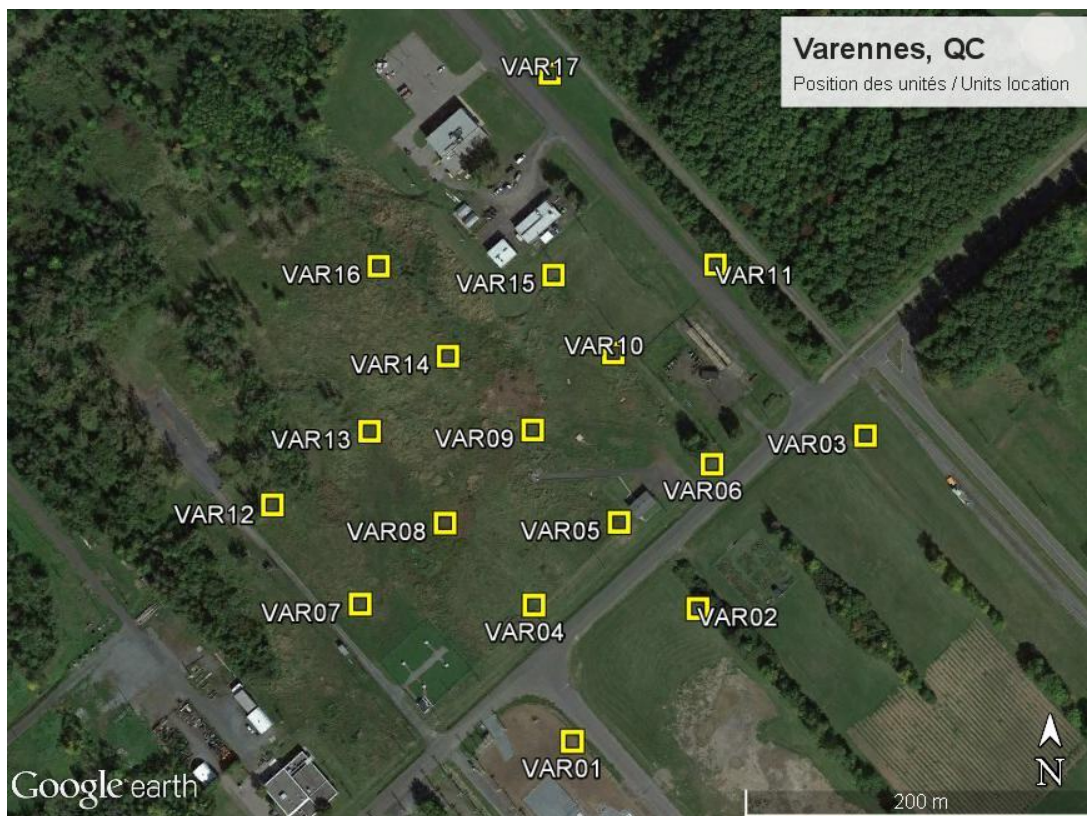 Varennes, QC
Position des unités / Units location
VAR17
VAR16
VAR15
VAR11
VAR14
VAR10
VAR13
VAR09
VAR03
VAR06
VAR12
VAR08
VAR05
VAR07
VAR04
VAR02
VAR01
N
Google earth
200 m